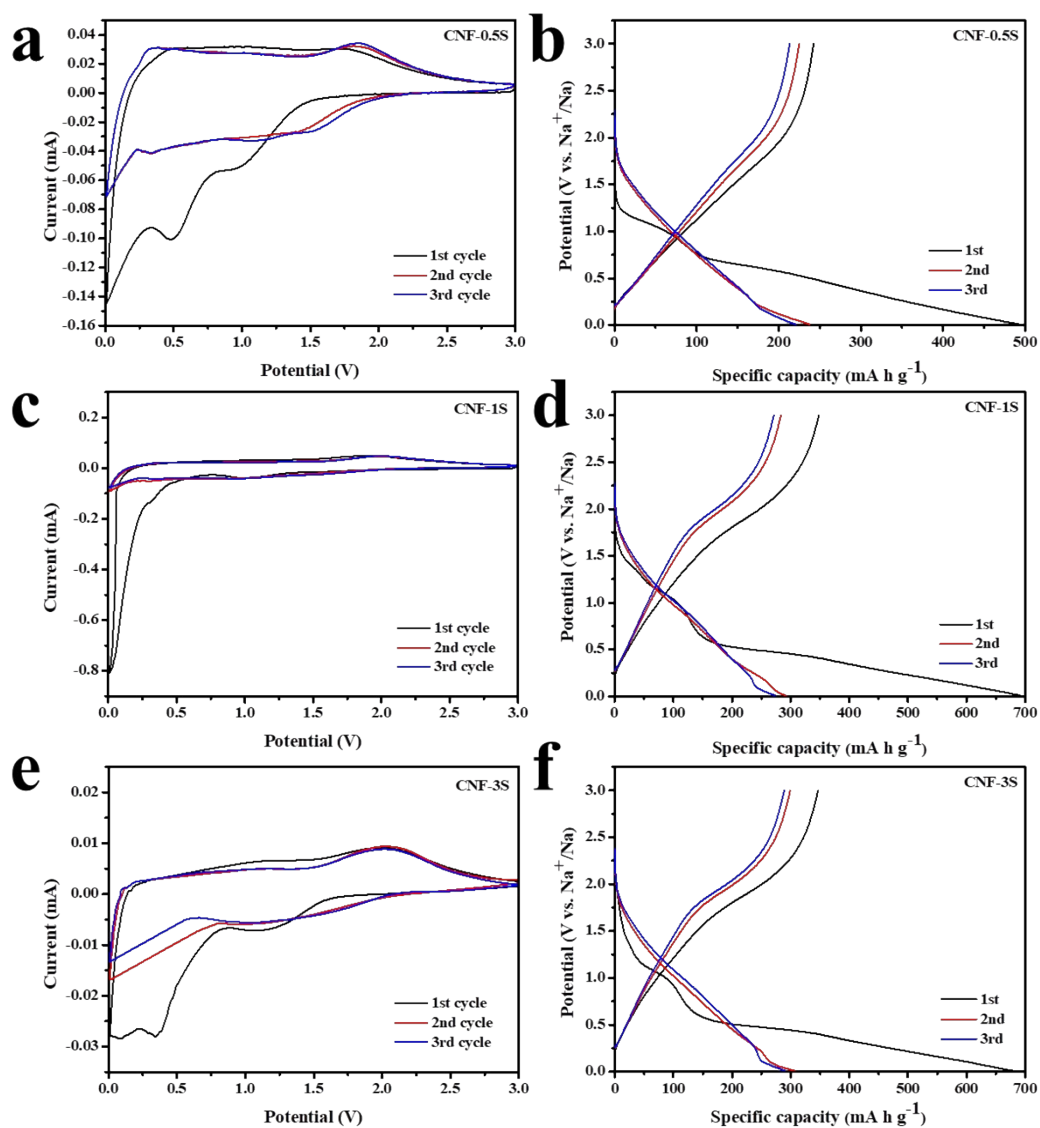 a
CNF-0.5S
0.04
0.02
0.00
-0.02
-0.04
-0.06
-0.08
-0.10
-0.12
-0.14
-0.16
Current (mA)
1st cycle
2nd cycle
3rd cycle
0.0 0.5 1.0 1.5 2.0 2.5 3.0
Potential (V)
b
CNF-0.5S
3.0
2.5
2.0
1.5
1.0
0.5
0.0
Potential (V vs. Na+/Na)
1st
2nd
3rd
0 100 200 300 400 500
Specific capacity (mA h g-1)
c
CNF-1S
0.2
0.0
-0.2
-0.4
-0.6
-0.8
Current (mA)
1st cycle
2nd cycle
3rd cycle
0.0 0.5 1.0 1.5 2.0 2.5 3.0
Potential (V)
d
CNF-1S
3.0
2.5
2.0
1.5
1.0
0.5
0.0
Potential (V vs. Na+/Na)
1st
2nd
3rd
0 100 200 300 400 500 600 700
Specific capacity (mA h g-1)
e
CNF-3S
0.02
0.01
0.00
-0.01
-0.02
-0.03
Current (mA)
1st cycle
2nd cycle
3rd cycle
0.0 0.5 1.0 1.5 2.0 2.5 3.0
Potential (V)
f
CNF-3S
3.0
2.5
2.0
1.5
1.0
0.5
0.0
Potential (V vs. Na+/Na)
1st
2nd
3rd
0 100 200 300 400 500 600 700
Specific capacity (mA h g-1)